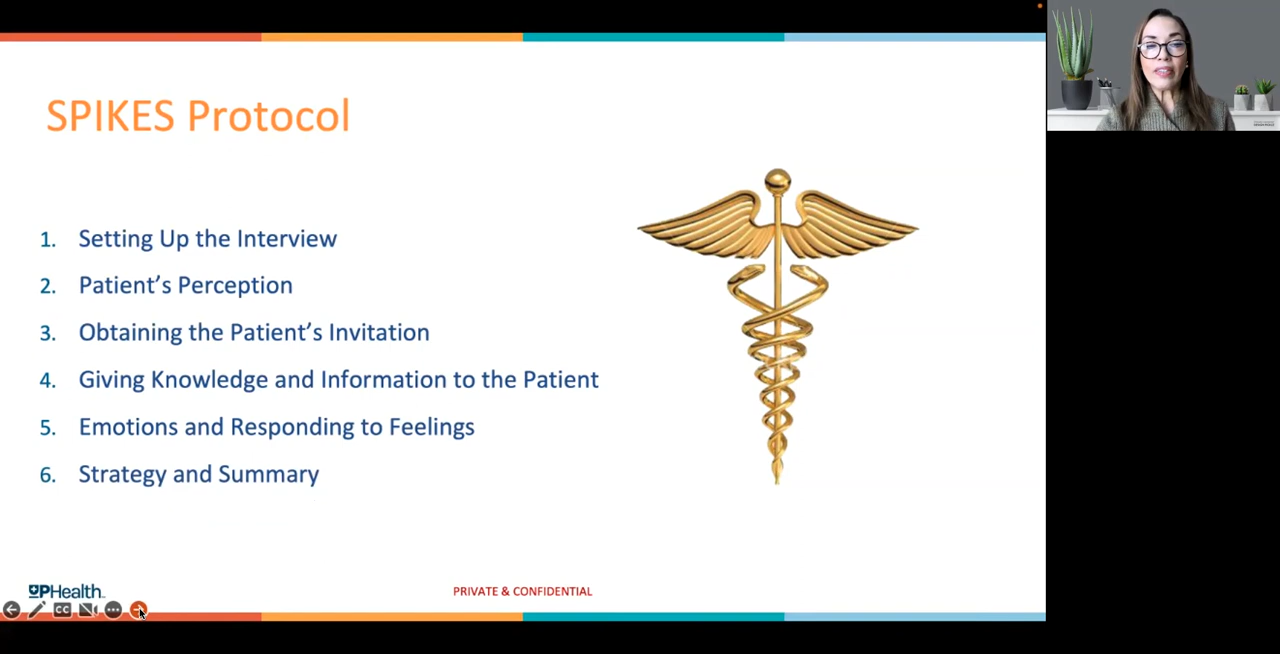 SPIKES Protocol
1. Setting Up the Interview
2. Patient's Perception
3. Obtaining the Patient's Invitation
4. Giving Knowledge and Information to the Patient
5. Emotions and Responding to Feelings
6. Strategy and Summary
UPHealth
PRIVATE & CONFIDENTIAL
CC